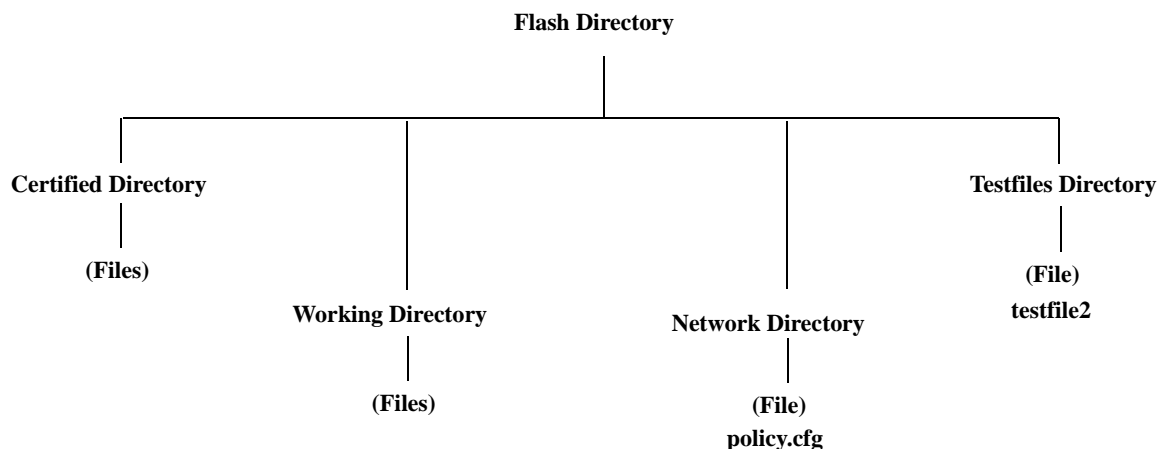 Flash Directory
Certified Directory
(Files)
Working Directory
(Files)
Network Directory
(File)
policy.cfg
Testfiles Directory
(File)
testfile2